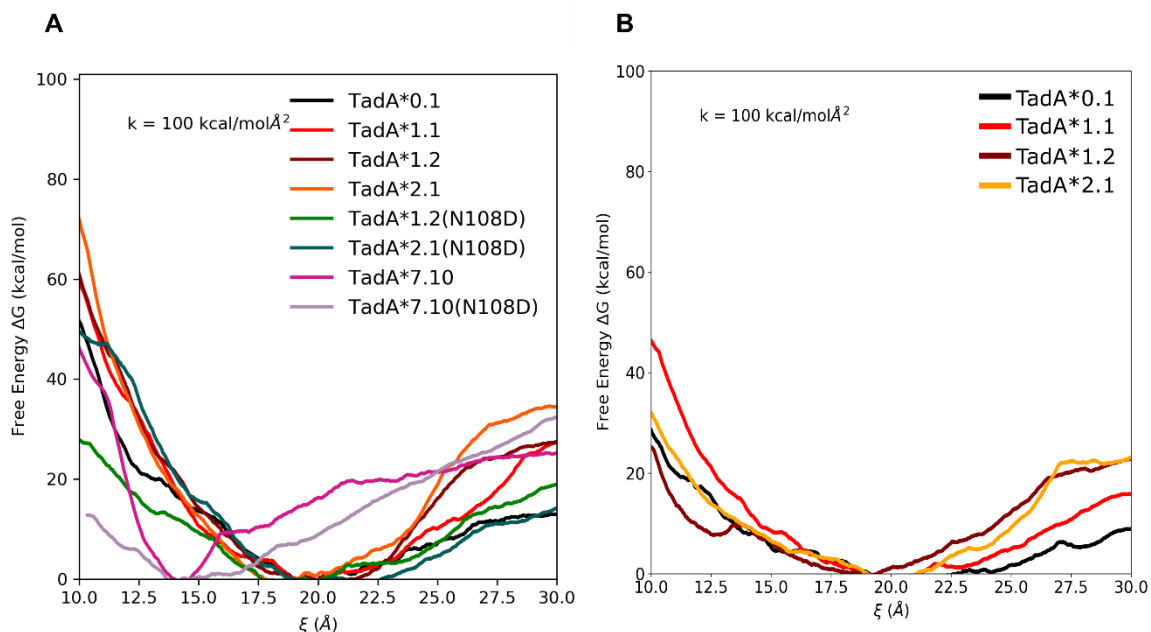 A
B
k = 100 kcal/molÅ²
TadA*0.1
TadA*1.1
TadA*1.2
TadA*2.1
TadA*1.2(N108D)
TadA*2.1(N108D)
TadA*7.10
TadA*7.10(N108D)
Free Energy ΔG (kcal/mol)
100
80
60
40
20
0
10.0 12.5 15.0 17.5 20.0 22.5 25.0 27.5 30.0
ξ (Å)
k = 100 kcal/molÅ²
TadA*0.1
TadA*1.1
TadA*1.2
TadA*2.1
Free Energy ΔG (kcal/mol)
100
80
60
40
20
0
10.0 12.5 15.0 17.5 20.0 22.5 25.0 27.5 30.0
ξ (Å)